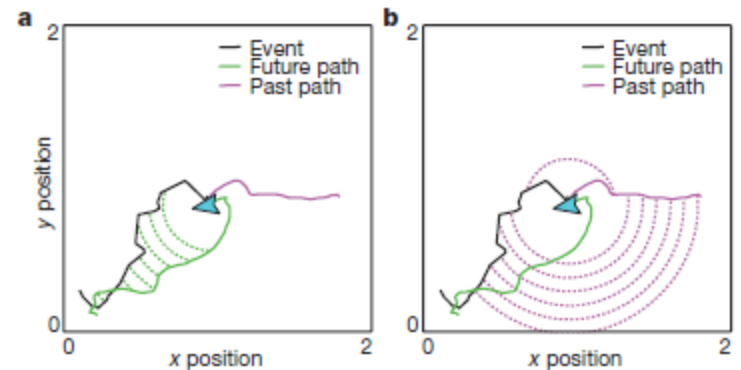 a
2
Event
Future path
Past path
y position
0
0
2
x position
b
2
Event
Future path
Past path
0
0
2
x position